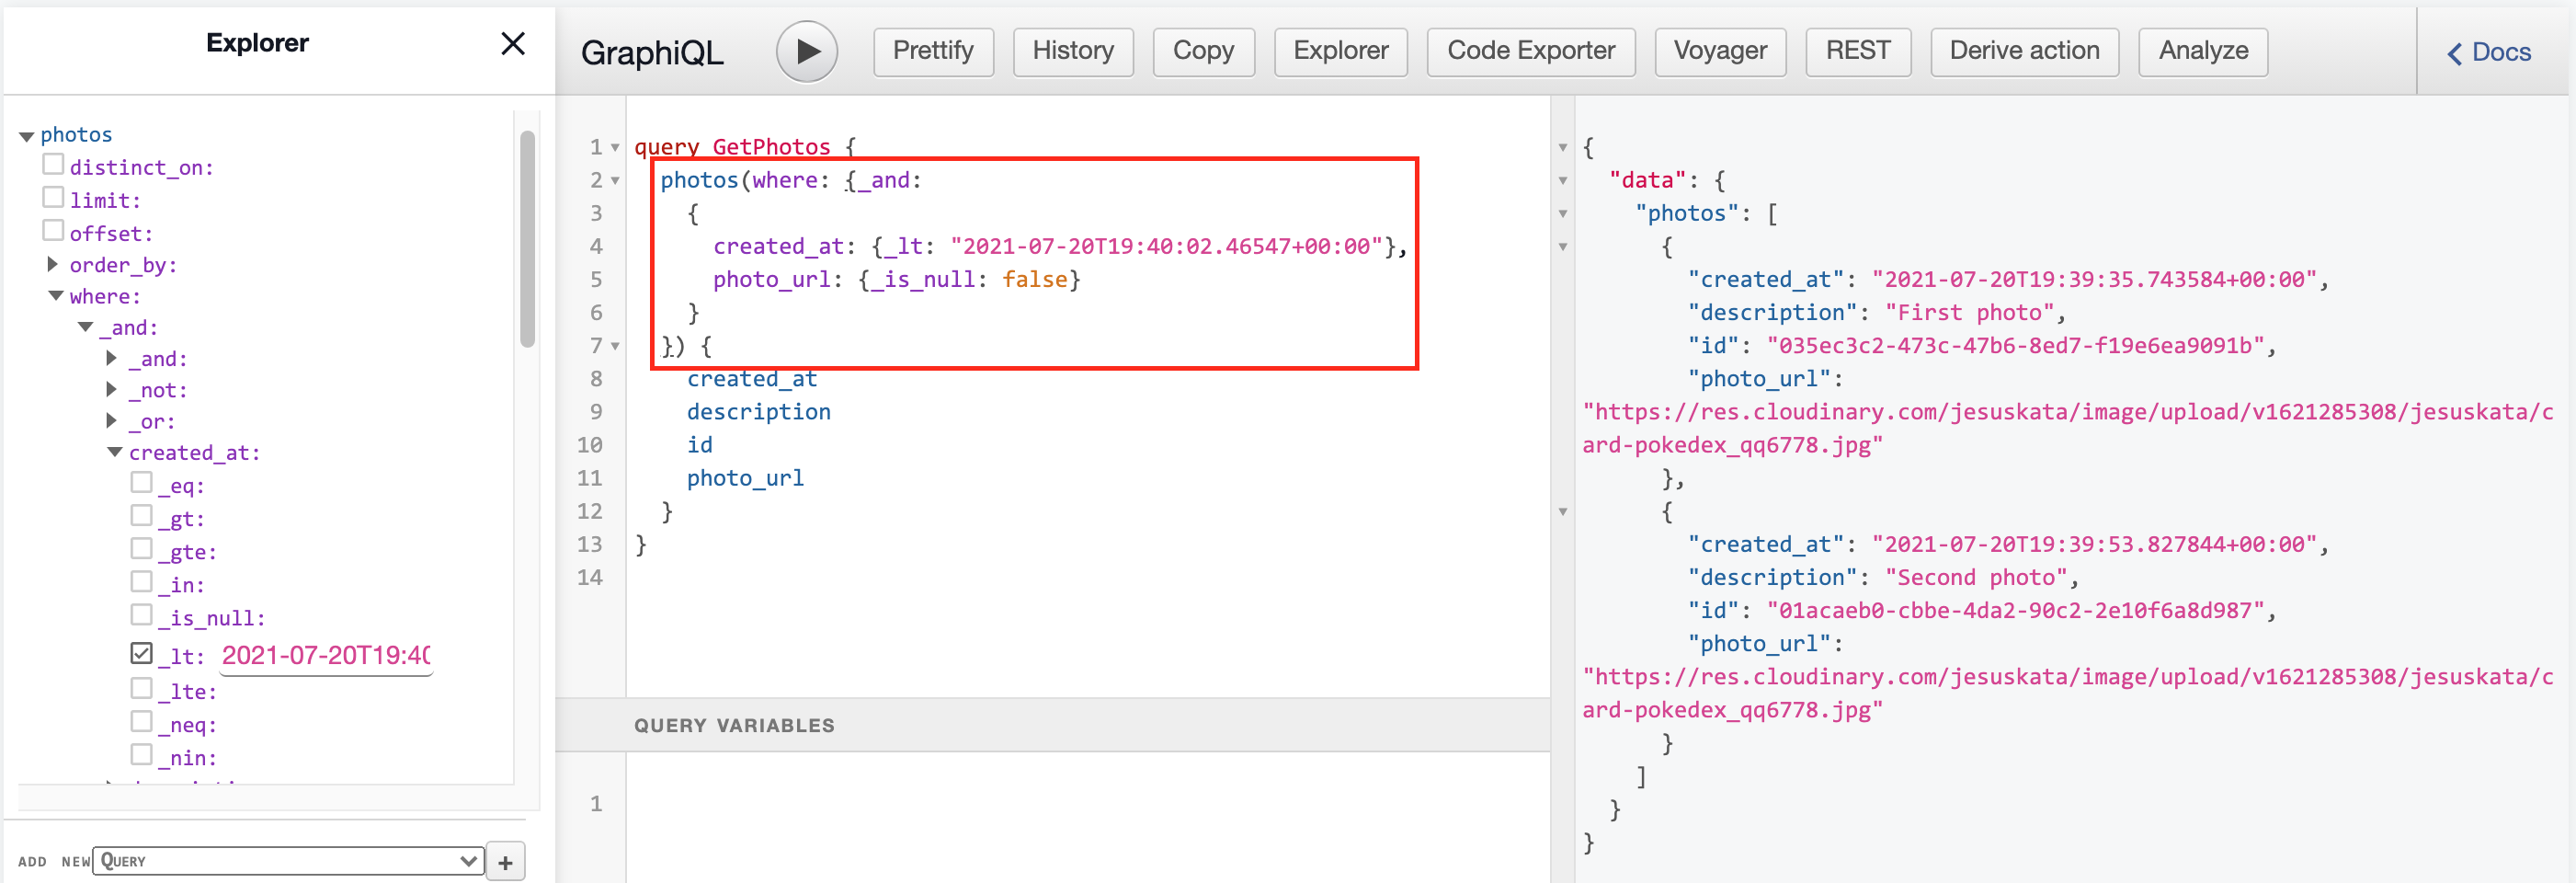 Explorer
GraphiQL
Prettify
History
Copy
Explorer
Code Exporter
Voyager
REST
Derive action
Analyze
Docs
photos
distinct_on:
limit:
offset:
order_by:
where:
_and:
_and:
_not:
_or:
created_at:
_eq:
_gt:
_gte:
_in:
_is_null:
_lt: 2021-07-20T19:40
_lte:
_neq:
_nin:
ADD NEW QUERY +
1 query GetPhotos {
2 photos(where: {_and:
3 {
4 created_at: {_lt: "2021-07-20T19:40:02.46547+00:00"},
5 photo_url: {_is_null: false}
6 }
7 }) {
8 created_at
9 description
10 id
11 photo_url
12 }
13 }
14
QUERY VARIABLES
1
{
"data": {
"photos": [
{
"created_at": "2021-07-20T19:39:35.743584+00:00",
"description": "First photo",
"id": "035ec3c2-473c-47b6-8ed7-f19e6ea9091b",
"photo_url":
"https://res.cloudinary.com/jesuskata/image/upload/v1621285308/jesuskata/c
ard-pokedex_qq6778.jpg"
},
{
"created_at": "2021-07-20T19:39:53.827844+00:00",
"description": "Second photo",
"id": "01acaeb0-cbbe-4da2-90c2-2e10f6a8d987",
"photo_url":
"https://res.cloudinary.com/jesuskata/image/upload/v1621285308/jesuskata/c
ard-pokedex_qq6778.jpg"
}
]
}
}